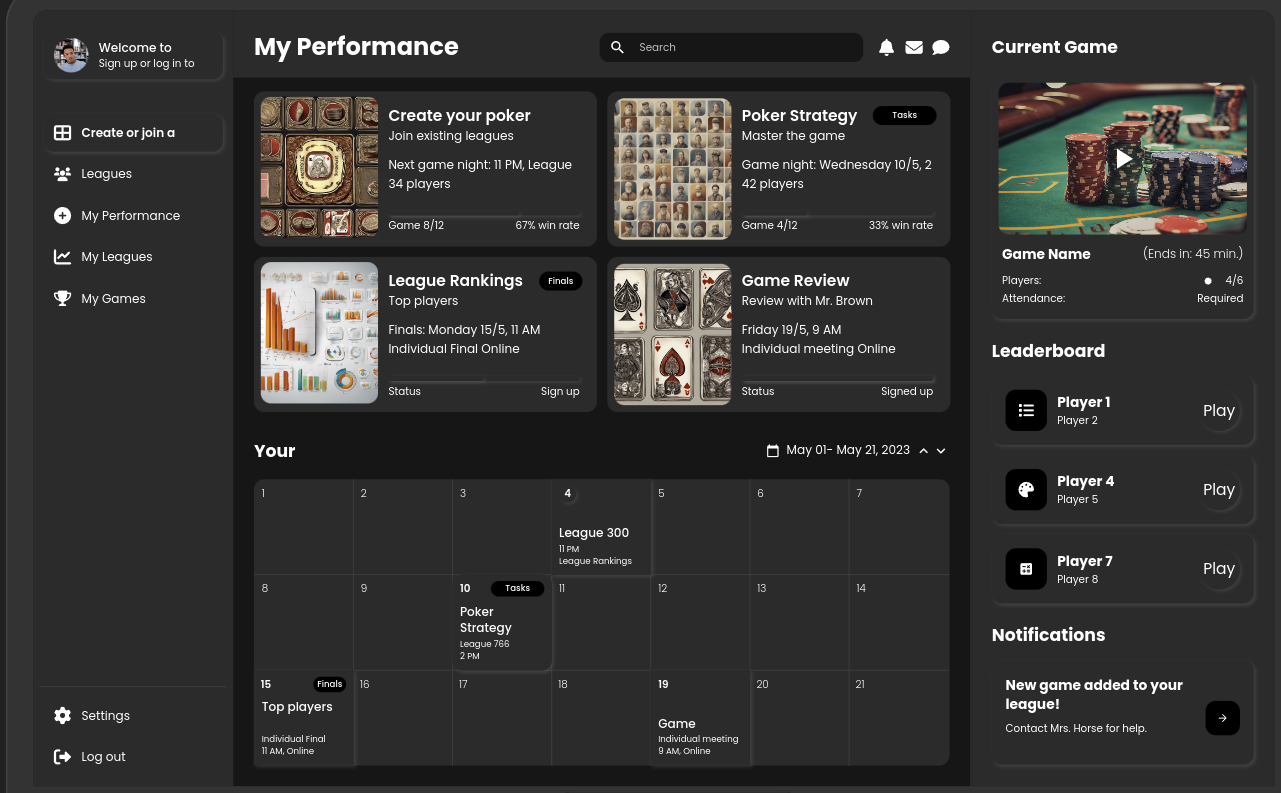 Welcome to
Sign up or log in to
Create or join a
Leagues
My Performance
My Leagues
My Games
Settings
Log out
My Performance
Search
Create your poker
Join existing leagues
Next game night: 11 PM, League
34 players
Game 8/12
67% win rate
Poker Strategy
Tasks
Master the game
Game night: Wednesday 10/5, 2
42 players
Game 4/12
33% win rate
League Rankings
Finals
Top players
Finals: Monday 15/5, 11 AM
Individual Final Online
Status
Sign up
Game Review
Review with Mr. Brown
Friday 19/5, 9 AM
Individual meeting Online
Status
Signed up
Your
May 01- May 21, 2023
1
2
3
4
League 300
11 PM
League Rankings
5
6
7
8
9
10
Tasks
Poker
Strategy
League 766
2 PM
11
12
13
14
15
Finals
Top players
Individual Final
11 AM, Online
16
17
18
19
Game
Individual meeting
9 AM, Online
20
21
Current Game
Game Name
(Ends in: 45 min.)
Players:
4/6
Attendance:
Required
Leaderboard
Player 1
Player 2
Play
Player 4
Player 5
Play
Player 7
Player 8
Play
Notifications
New game added to your
league!
Contact Mrs. Horse for help.